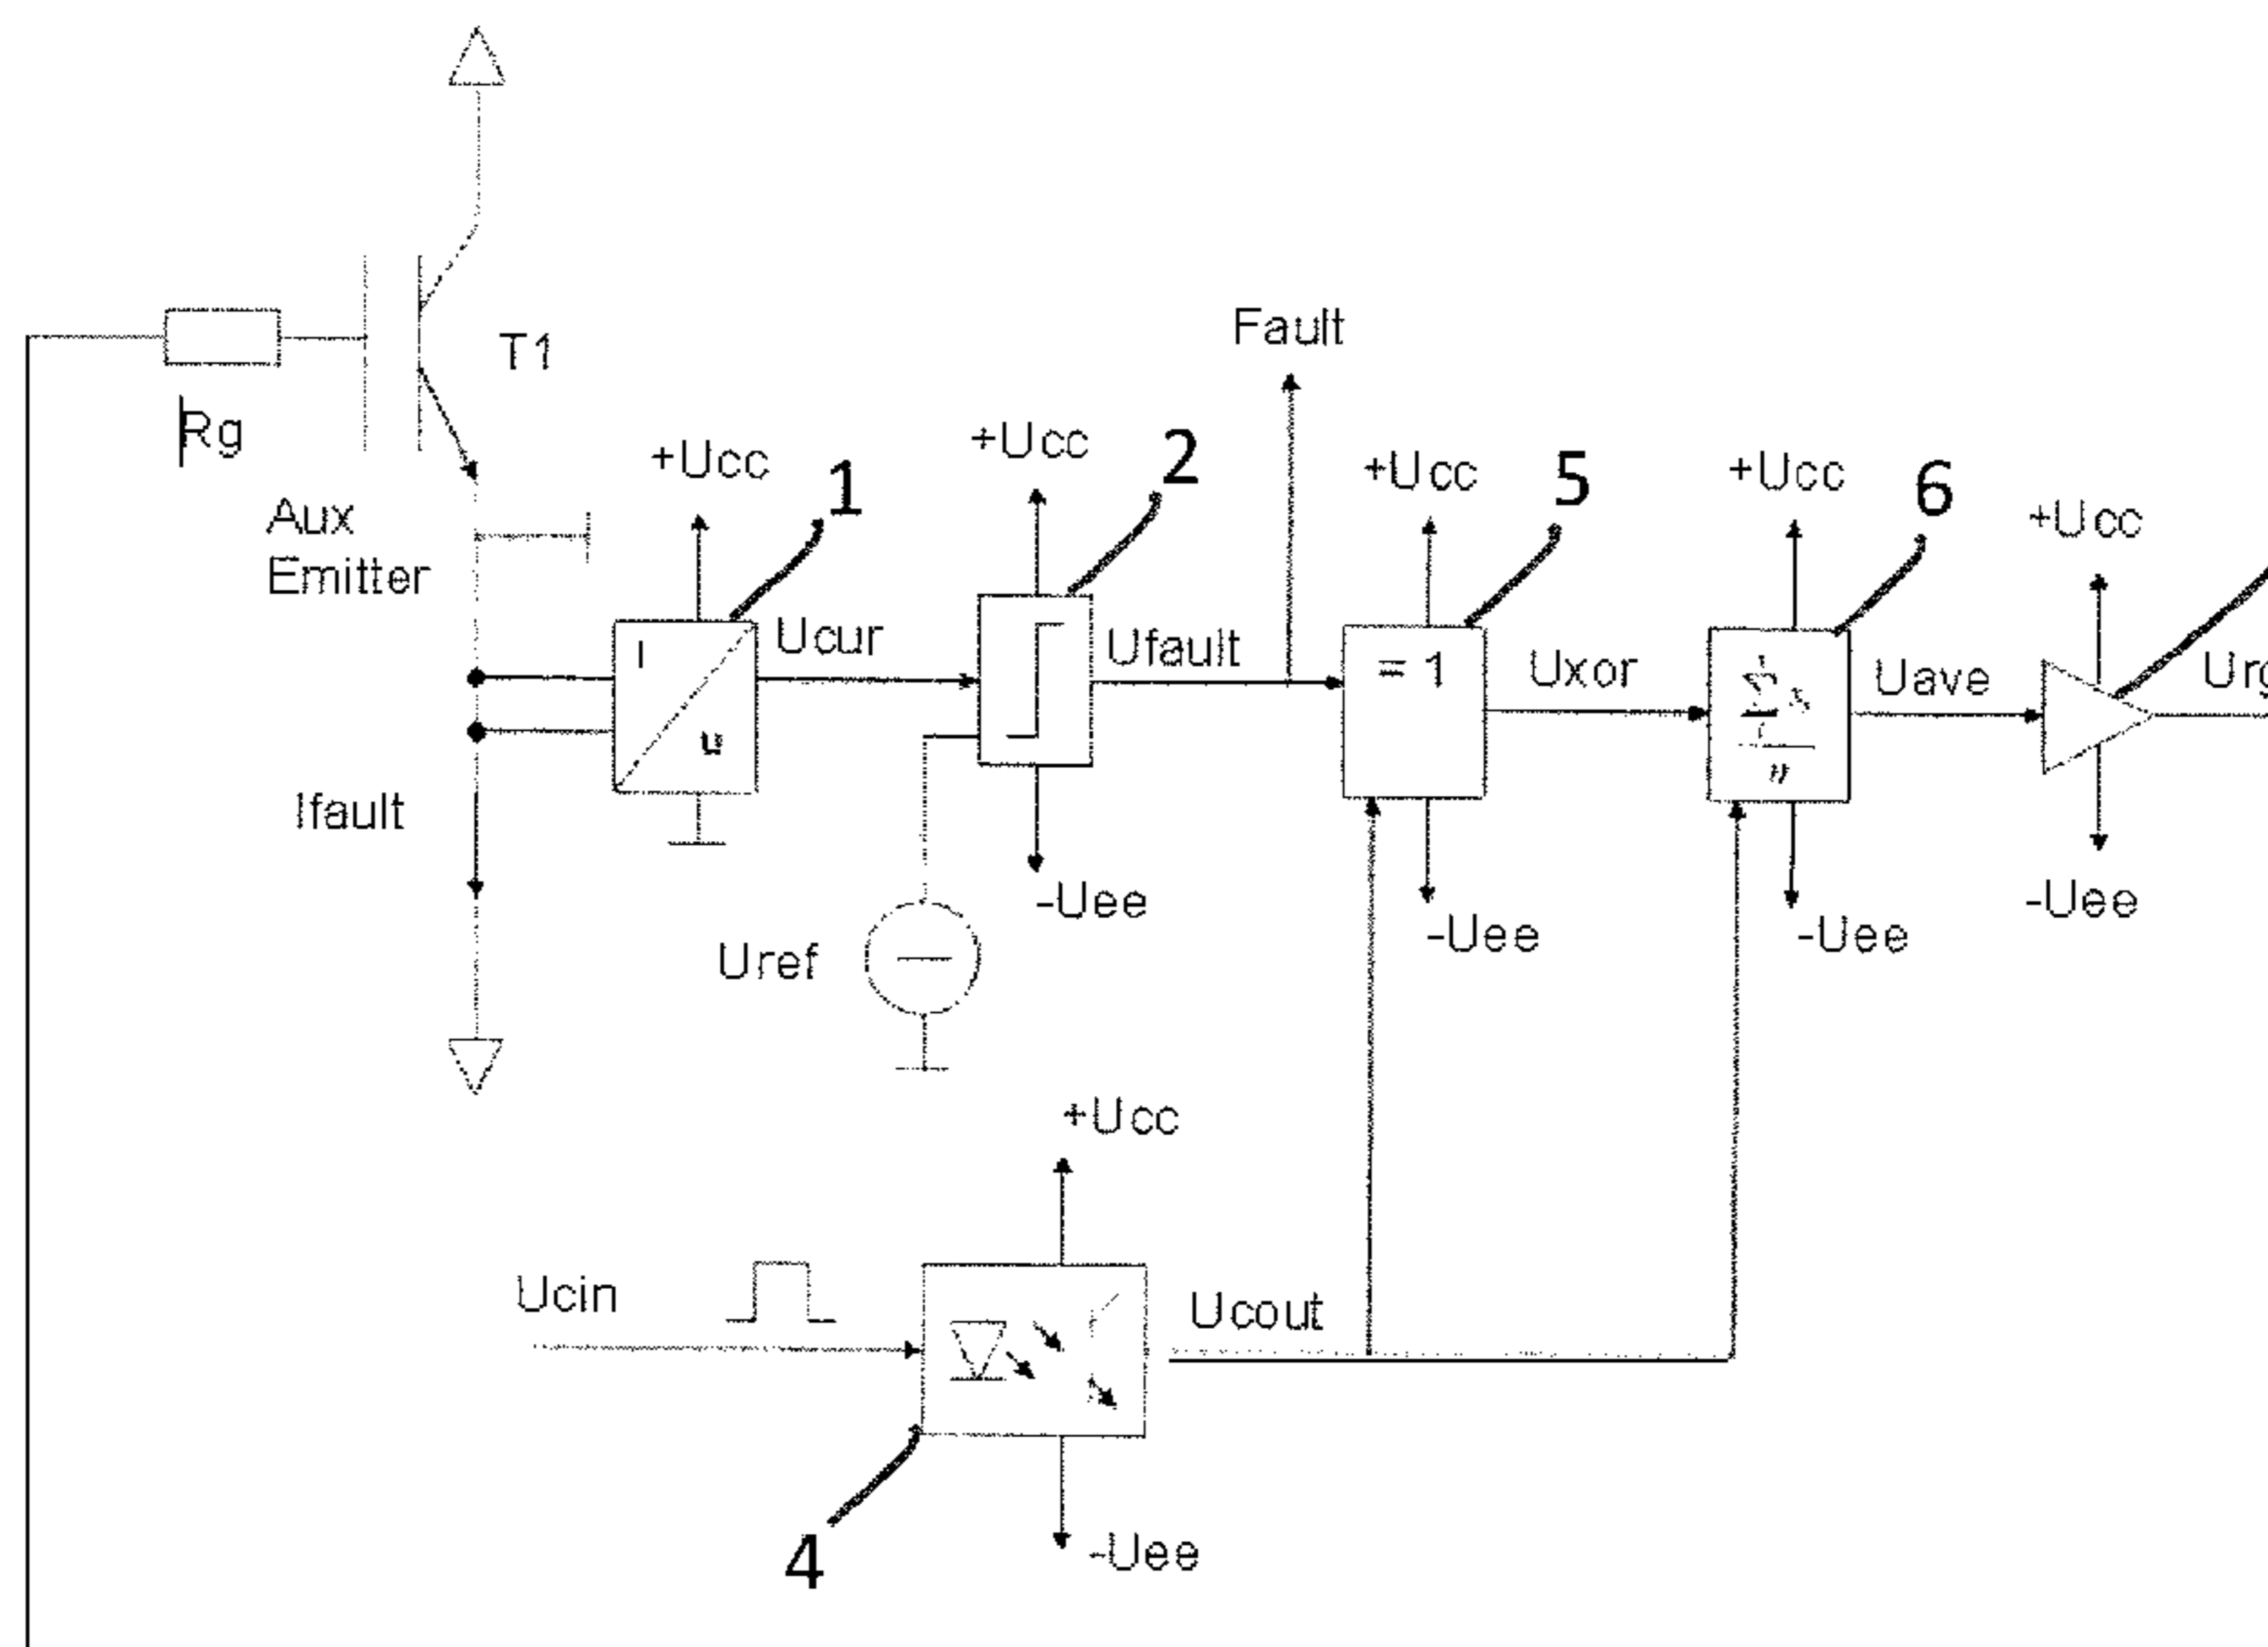 T1
Rg
Aux
Emitter
Ifault
+Ucc
1
I
u
Ucur
+Ucc
2
-Uee
Uref
Ufault
Fault
+Ucc
5
= 1
-Uee
Uxor
+Ucc
6
n
-Uee
Uave
+Ucc
-Uee
Ucin
+Ucc
Ucout
4
-Uee